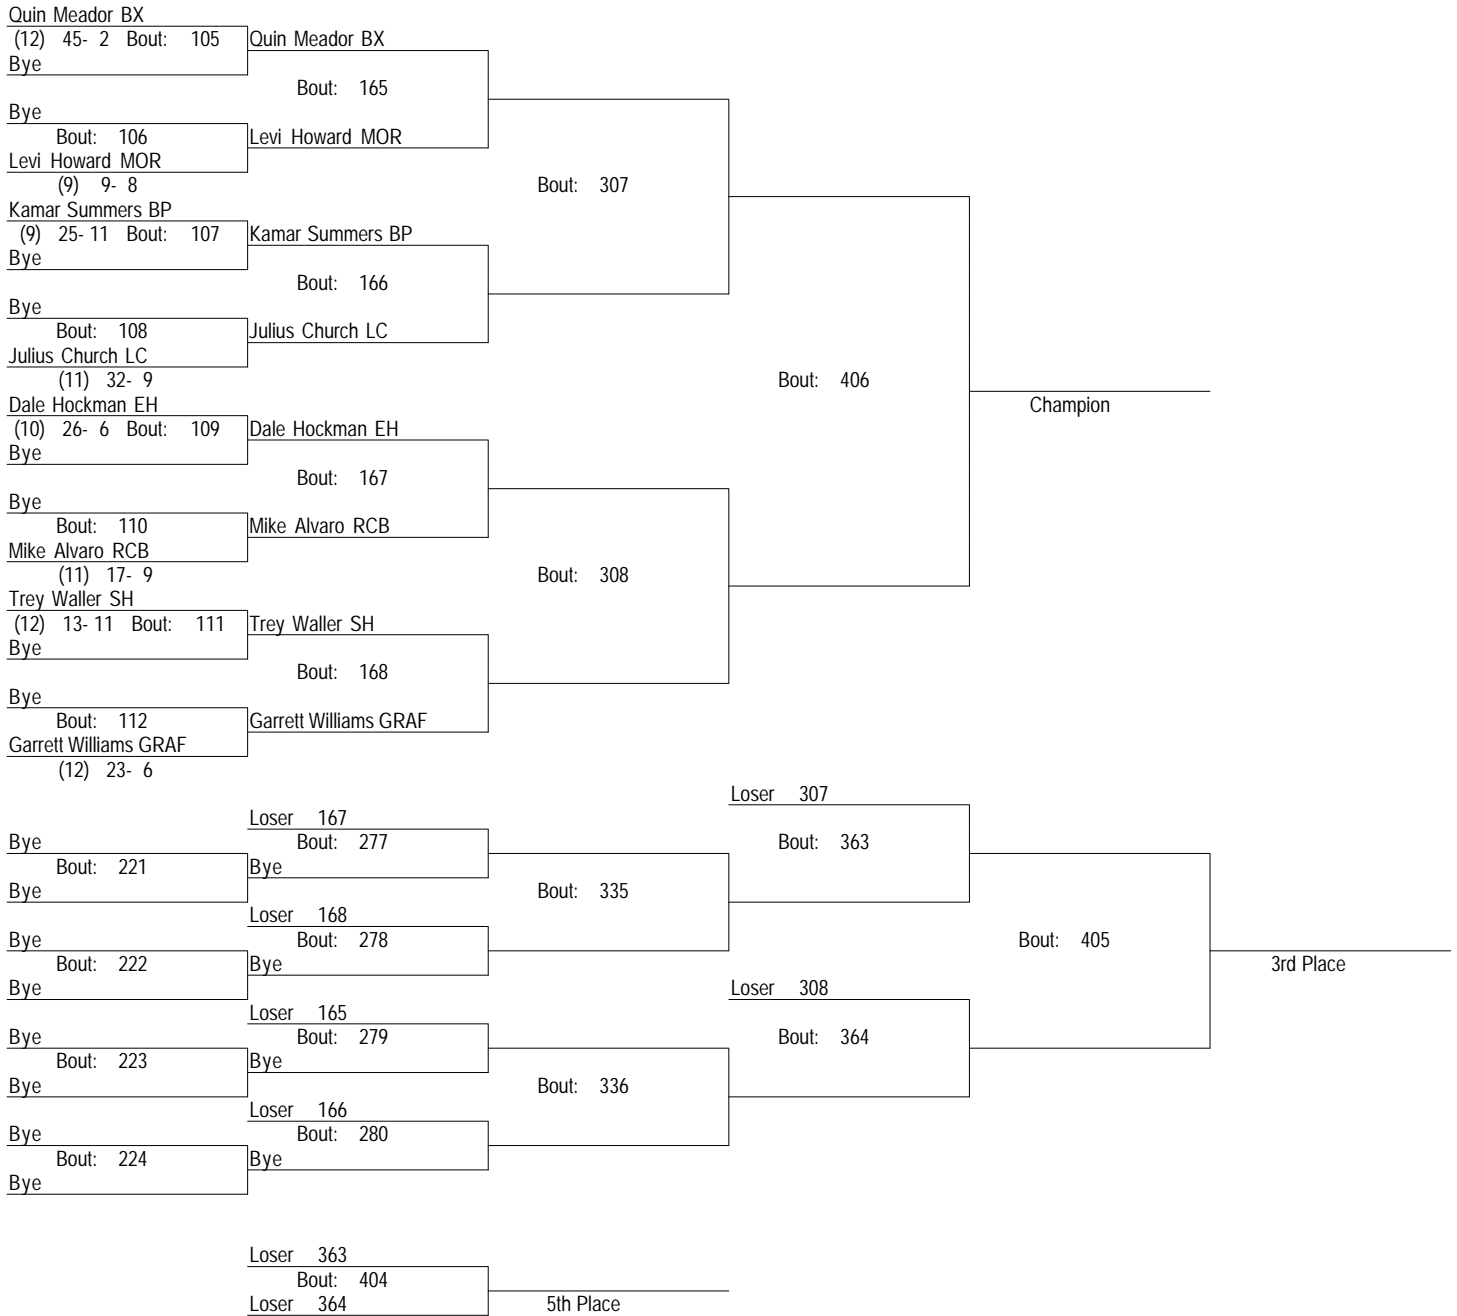 Quin Meador BX
(12) 45- 2 Bout: 105 Quin Meador BX
Bye
Bout: 165
Bye
Bout: 106 Levi Howard MOR
Levi Howard MOR
(9) 9- 8 Bout: 307
Kamar Summers BP
(9) 25- 11 Bout: 107 Kamar Summers BP
Bye
Bout: 166
Bye
Bout: 108 Julius Church LC
Julius Church LC
(11) 32- 9 Bout: 406
Dale Hockman EH Champion
(10) 26- 6 Bout: 109 Dale Hockman EH
Bye
Bout: 167
Bye
Bout: 110 Mike Alvaro RCB
Mike Alvaro RCB
(11) 17- 9 Bout: 308
Trey Waller SH
(12) 13- 11 Bout: 111 Trey Waller SH
Bye
Bout: 168
Bye
Bout: 112 Garrett Williams GRAF
Garrett Williams GRAF
(12) 23- 6
Loser 307
Loser 167
Bye Bout: 277 Bout: 363
Bout: 221 Bye
Bye Bout: 335
Loser 168
Bye Bout: 278 Bout: 405
Bout: 222 Bye 3rd Place
Bye Loser 308
Loser 165
Bye Bout: 279 Bout: 364
Bout: 223 Bye
Bye Bout: 336
Loser 166
Bye Bout: 280
Bout: 224 Bye
Bye
Loser 363
Bout: 404
Loser 364 5th Place